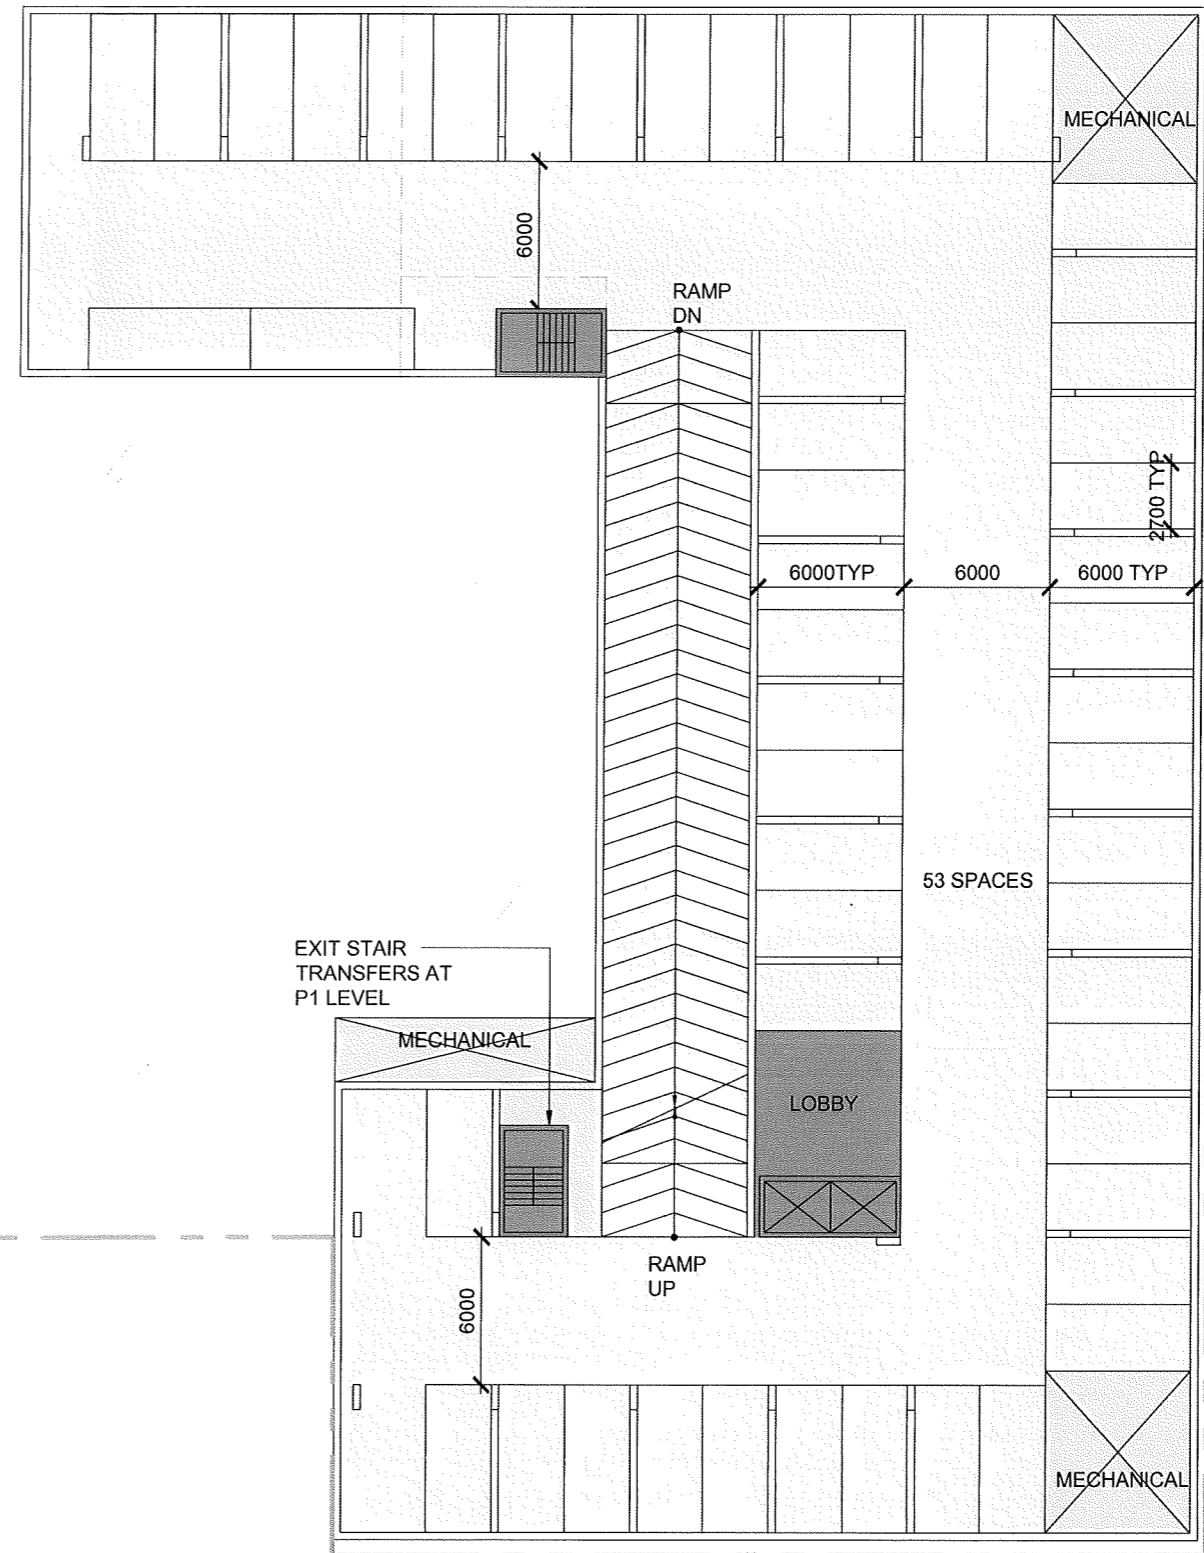 MECHANICAL
6000
RAMP
DN
2700 TYP
6000TYP
6000
6000 TYP
53 SPACES
EXIT STAIR
TRANSFERS AT
P1 LEVEL
MECHANICAL
LOBBY
RAMP
UP
6000
MECHANICAL